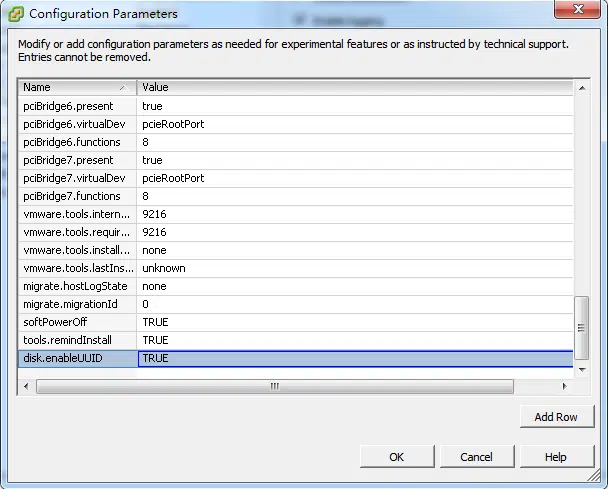 Configuration Parameters
Modify or add configuration parameters as needed for experimental features or as instructed by technical support.
Entries cannot be removed.
Name Value
pciBridge6.present true
pciBridge6.virtualDev pcieRootPort
pciBridge6.functions 8
pciBridge7.present true
pciBridge7.virtualDev pcieRootPort
pciBridge7.functions 8
vmware.tools.intern... 9216
vmware.tools.requir... 9216
vmware.tools.install... none
vmware.tools.lastIns... unknown
migrate.hostLogState none
migrate.migrationId 0
softPowerOff TRUE
tools.remindInstall TRUE
disk.enableUUID TRUE
Add Row
OK Cancel Help